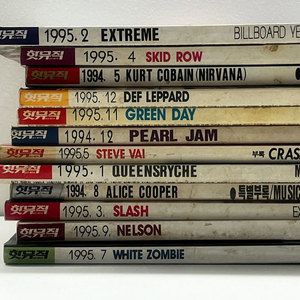 핫뮤직 1995. 2 EXTREME BILLBOARD YE
핫뮤직 1995. 4 SKID ROW
핫뮤직 1994. 5 KURT COBAIN(NIRVANA)
핫뮤직 1995. 12 DEF LEPPARD
핫뮤직 1995.11 GREEN DAY
핫뮤직 1994.12 PEARL JAM
핫뮤직 1995.5 STEVE VAI 부록 CRAS
핫뮤직 1995. 1 QUEENSRYCHE M
핫뮤직 1994. 8 ALICE COOPER ●특별부록/MUSIC
핫뮤직 1995. 3. SLASH EX
핫뮤직 1995. 9. NELSON
핫뮤직 1995. 7 WHITE ZOMBIE